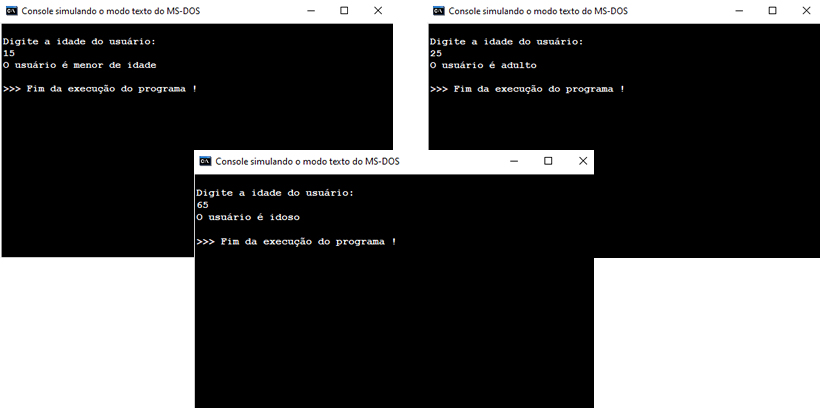 Console simulando o modo texto do MS-DOS
Digite a idade do usuário:
15
O usuário é menor de idade
>>> Fim da execução do programa !
Console simulando o modo texto do MS-DOS
Digite a idade do usuário:
25
O usuário é adulto
>>> Fim da execução do programa !
Console simulando o modo texto do MS-DOS
Digite a idade do usuário:
65
O usuário é idoso
>>> Fim da execução do programa !